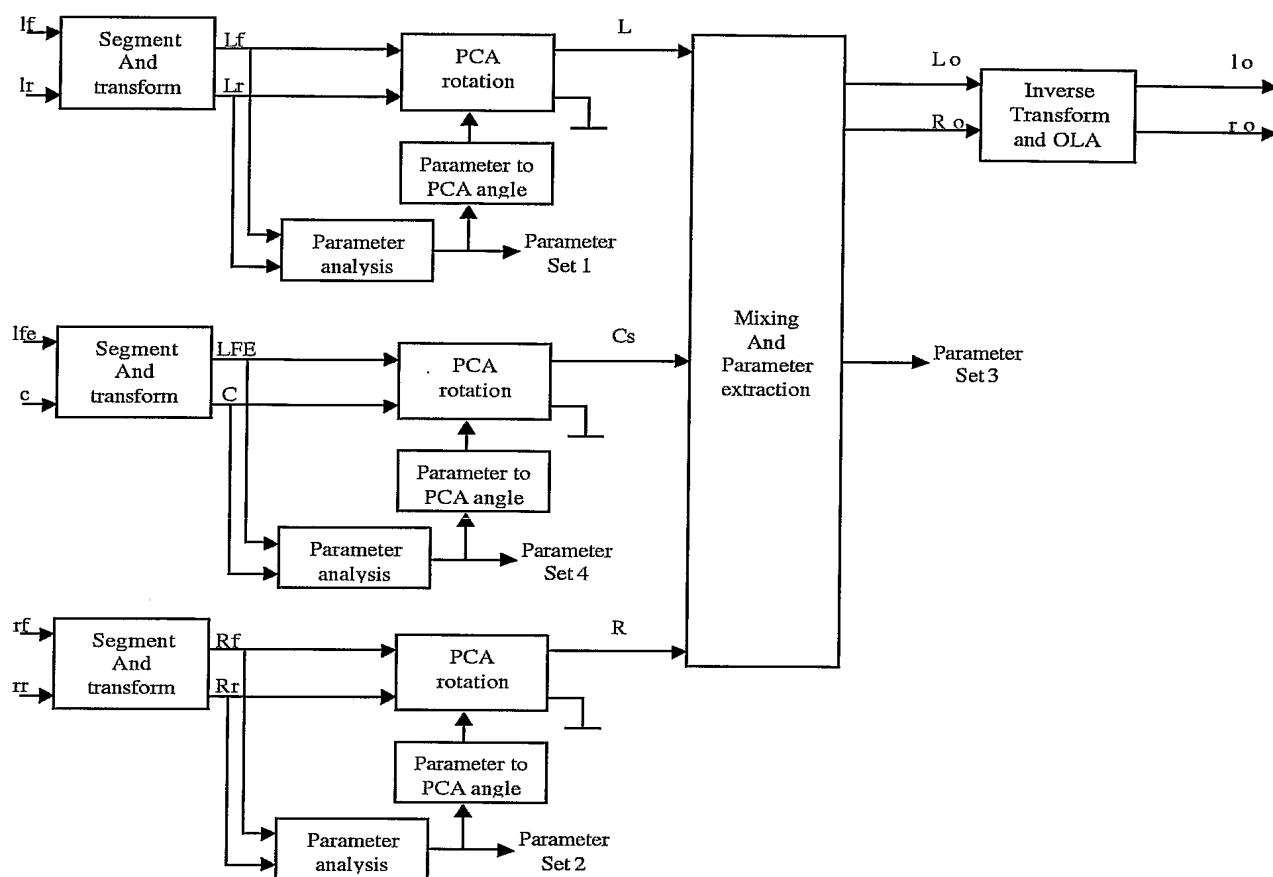 lf
Segment
And
transform
Lf
PCA
rotation
L
lr
Lr
Parameter to
PCA angle
Parameter
analysis
Parameter
Set 1
lfe
Segment
And
transform
LFE
PCA
rotation
Cs
c
C
Parameter to
PCA angle
Parameter
analysis
Parameter
Set 4
rf
Segment
And
transform
Rf
PCA
rotation
R
rr
Rr
Parameter to
PCA angle
Parameter
analysis
Parameter
Set 2
Mixing
And
Parameter
extraction
Lo
Ro
Inverse
Transform
and OLA
lo
ro
Parameter
Set 3